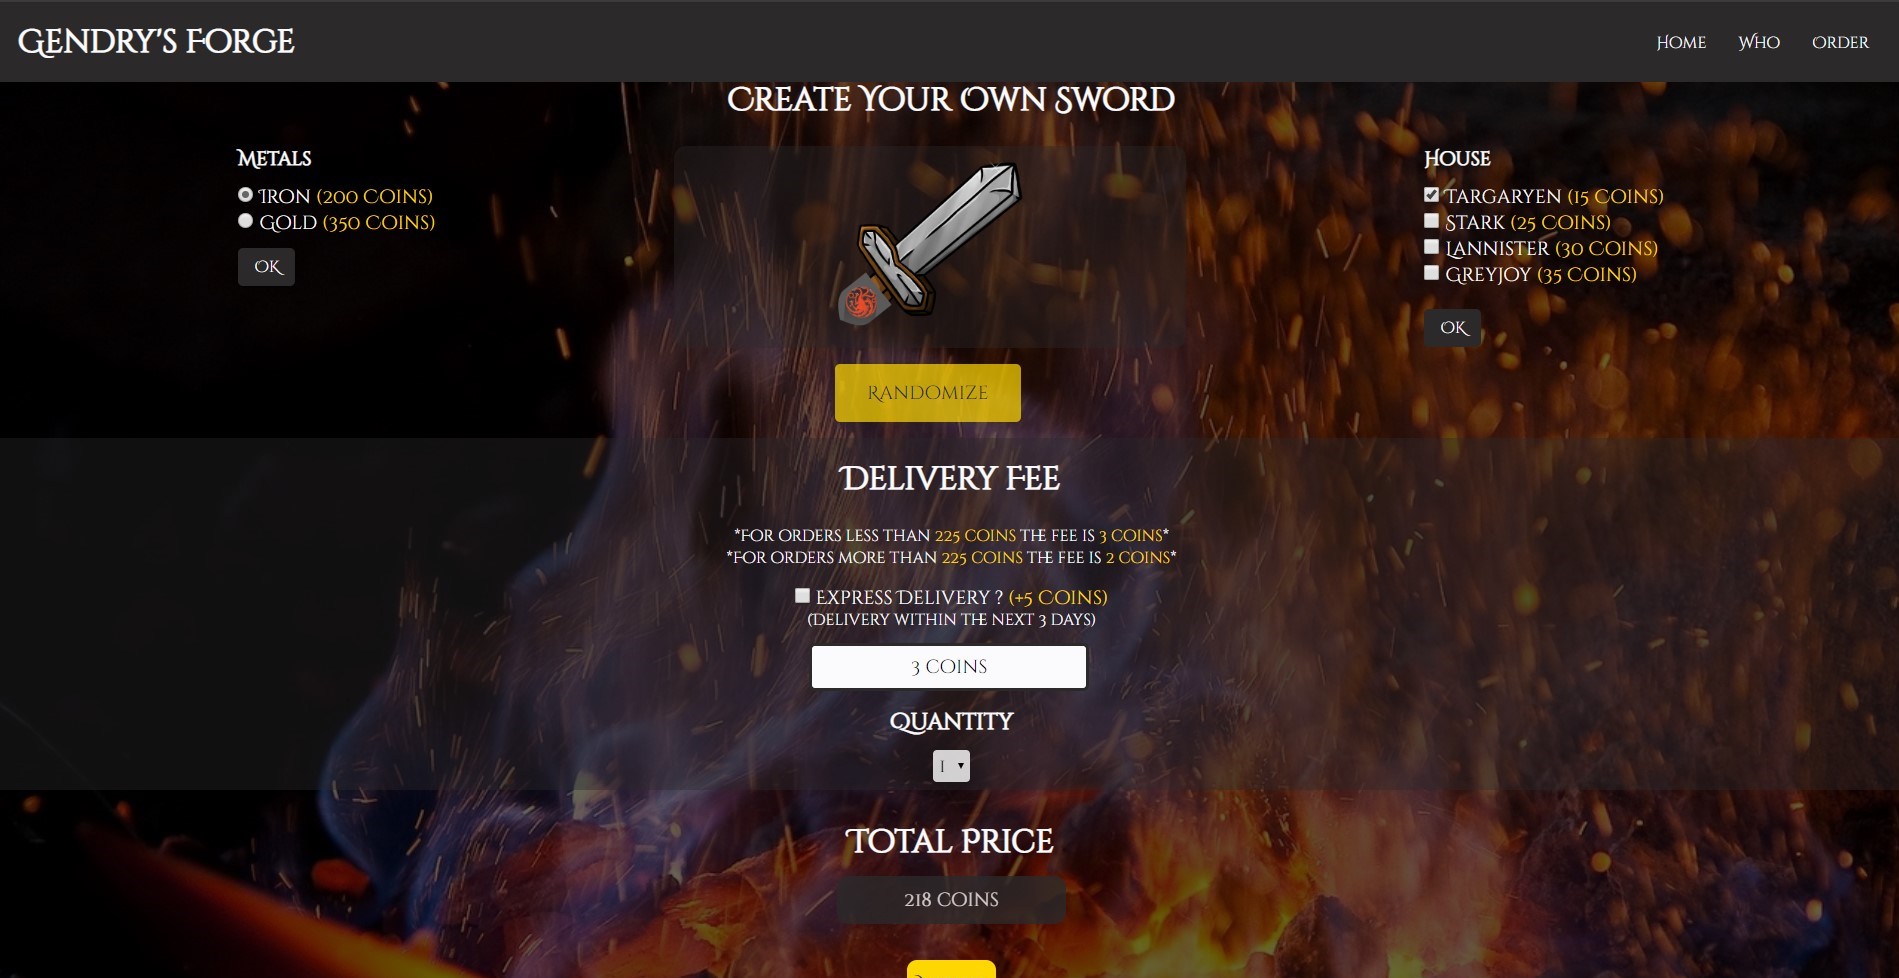 Gendry's Forge
Home Who Order
Create Your Own Sword
Metals
Iron (200 Coins)
Gold (350 Coins)
OK
Randomize
House
Targaryen (15 Coins)
Stark (25 Coins)
Lannister (30 Coins)
Greyjoy (35 Coins)
OK
Delivery Fee
*For orders less than 225 coins the fee is 3 coins*
*For orders more than 225 coins the fee is 2 coins*
Express Delivery ? (+5 Coins)
(Delivery within the next 3 days)
3 coins
Quantity
1
Total Price
218 coins